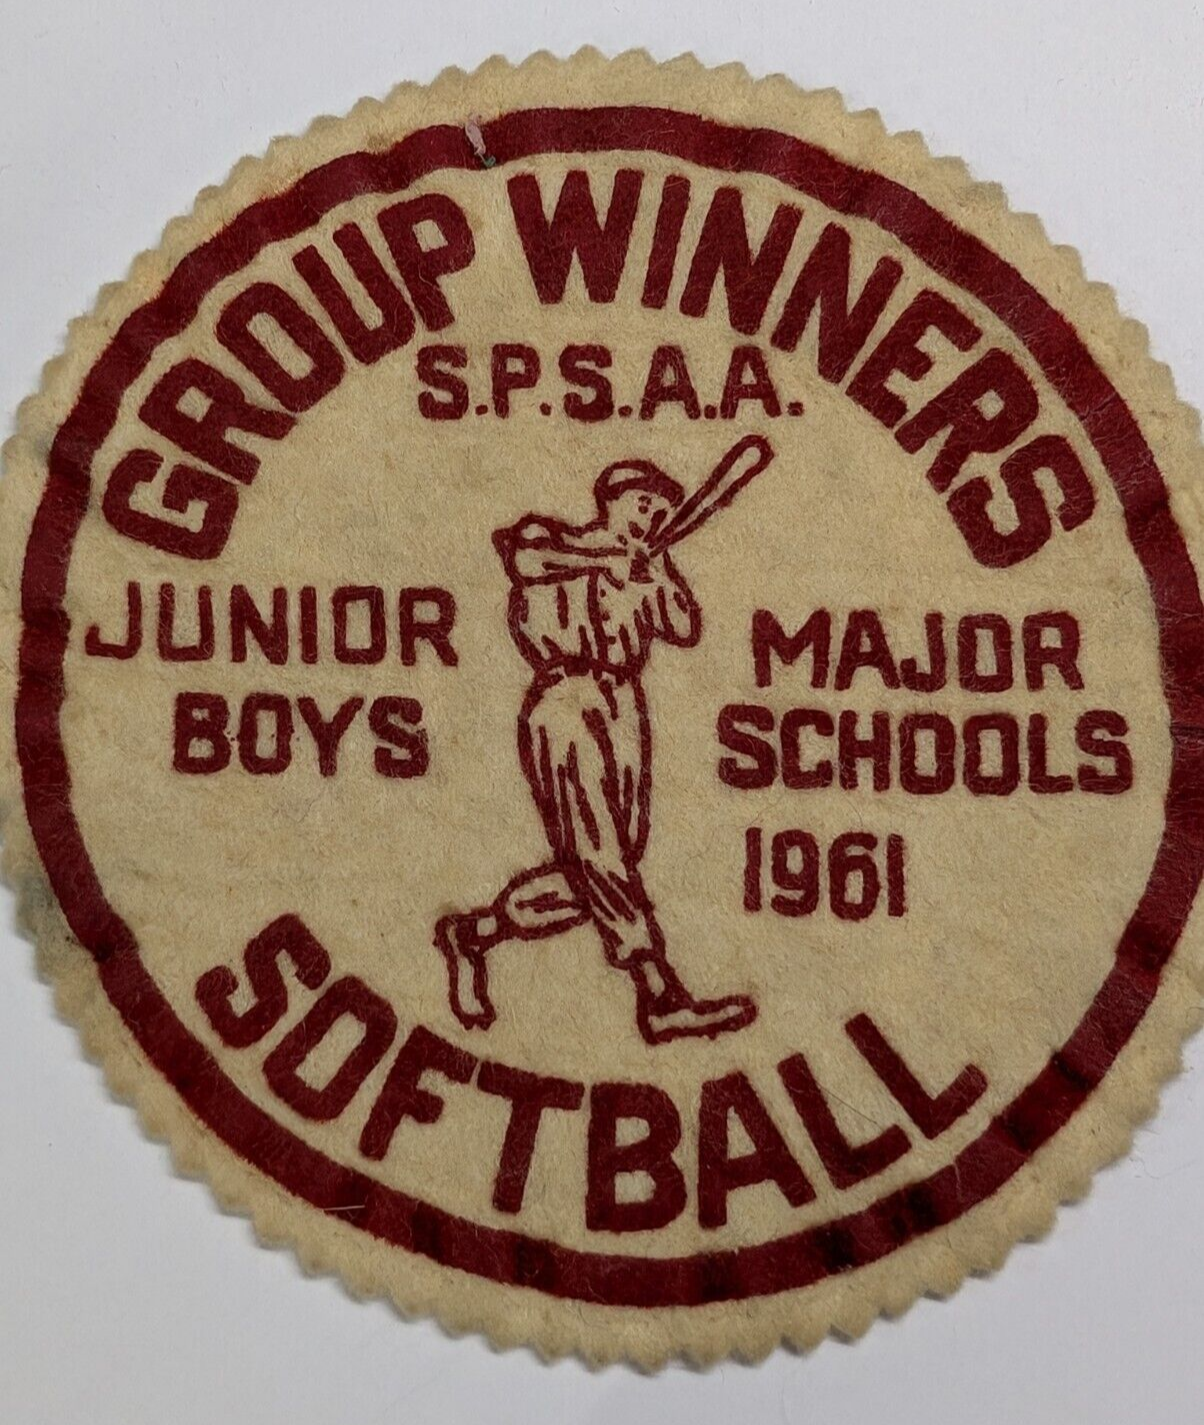 GROUP WINNERS
S.P.S.A.A.
JUNIOR
BOYS
MAJOR
SCHOOLS
1961
SOFTBALL